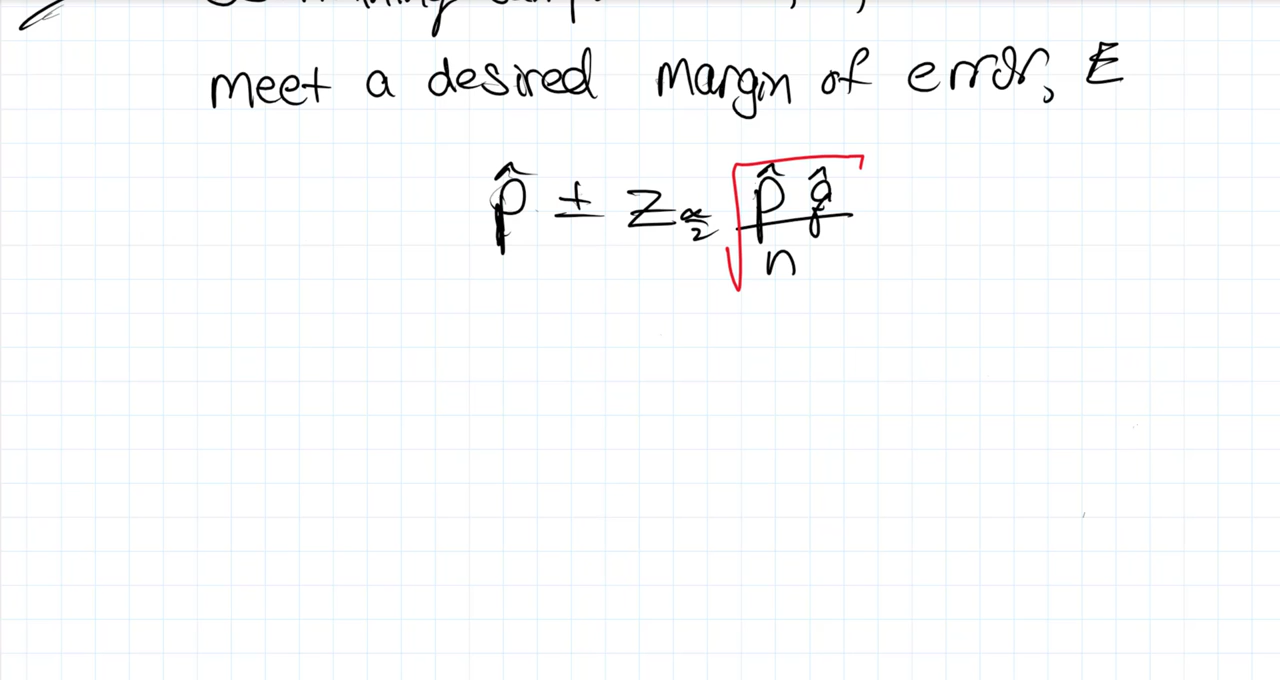 meet a desired margin of error, E
p̂ ± z_{α/2} √(p̂ q̂ / n)